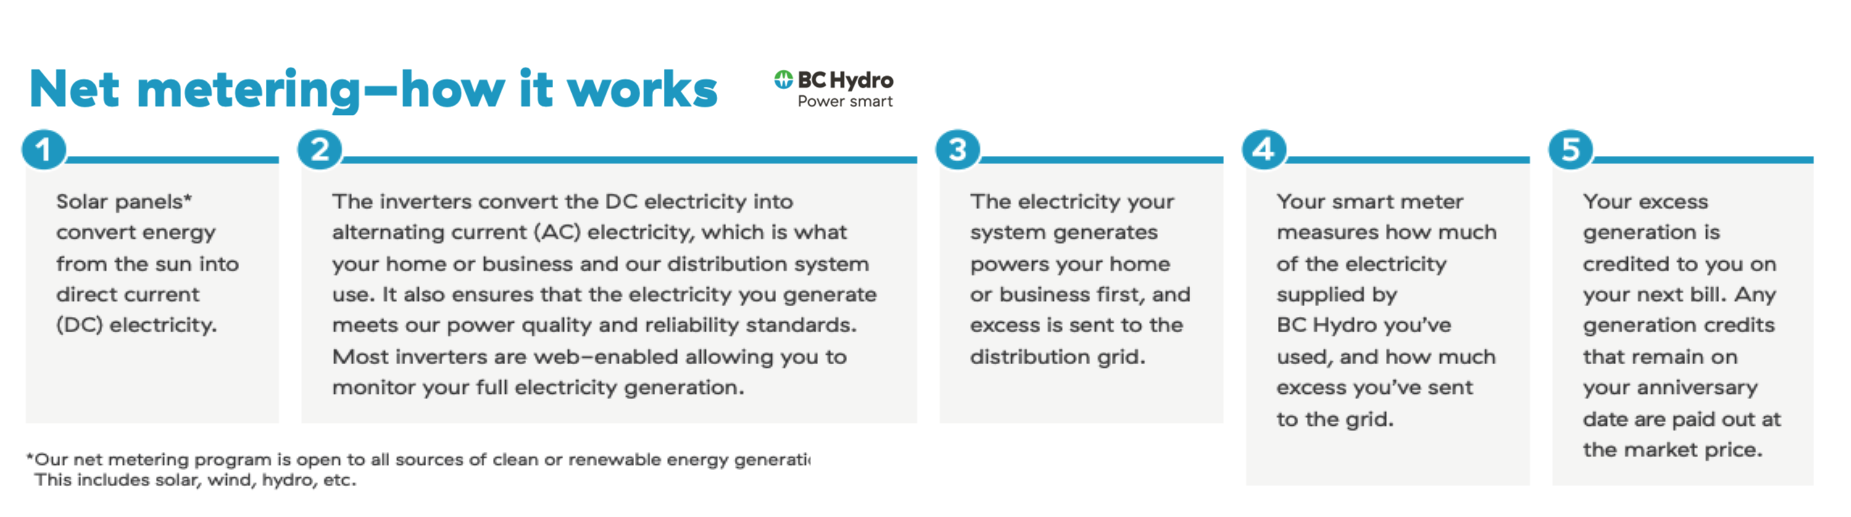 Net metering—how it works
BC Hydro
Power smart
1
Solar panels*
convert energy
from the sun into
direct current
(DC) electricity.
2
The inverters convert the DC electricity into
alternating current (AC) electricity, which is what
your home or business and our distribution system
use. It also ensures that the electricity you generate
meets our power quality and reliability standards.
Most inverters are web-enabled allowing you to
monitor your full electricity generation.
3
The electricity your
system generates
powers your home
or business first, and
excess is sent to the
distribution grid.
4
Your smart meter
measures how much
of the electricity
supplied by
BC Hydro you've
used, and how much
excess you've sent
to the grid.
5
Your excess
generation is
credited to you on
your next bill. Any
generation credits
that remain on
your anniversary
date are paid out at
the market price.
*Our net metering program is open to all sources of clean or renewable energy
This includes solar, wind, hydro, etc.